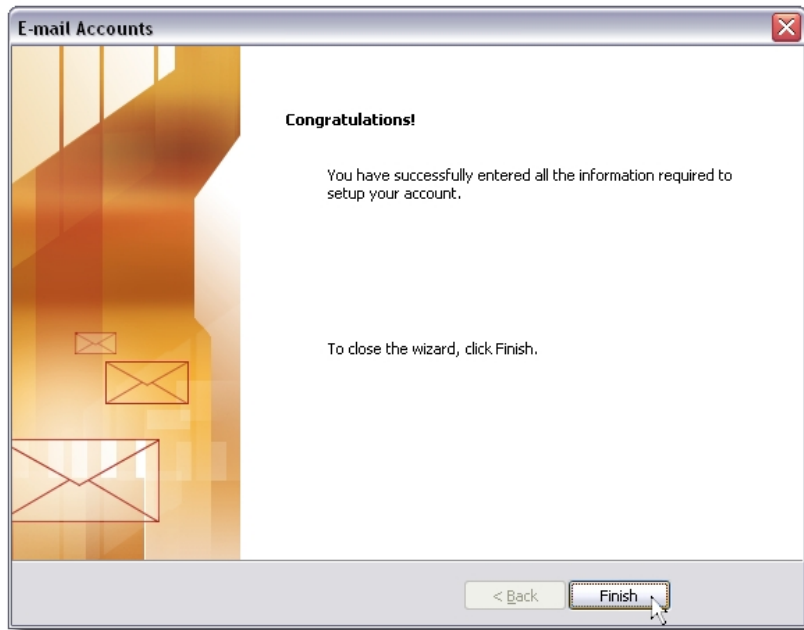 E-mail Accounts
Congratulations!
You have successfully entered all the information required to
setup your account.
To close the wizard, click Finish.
< Back
Finish